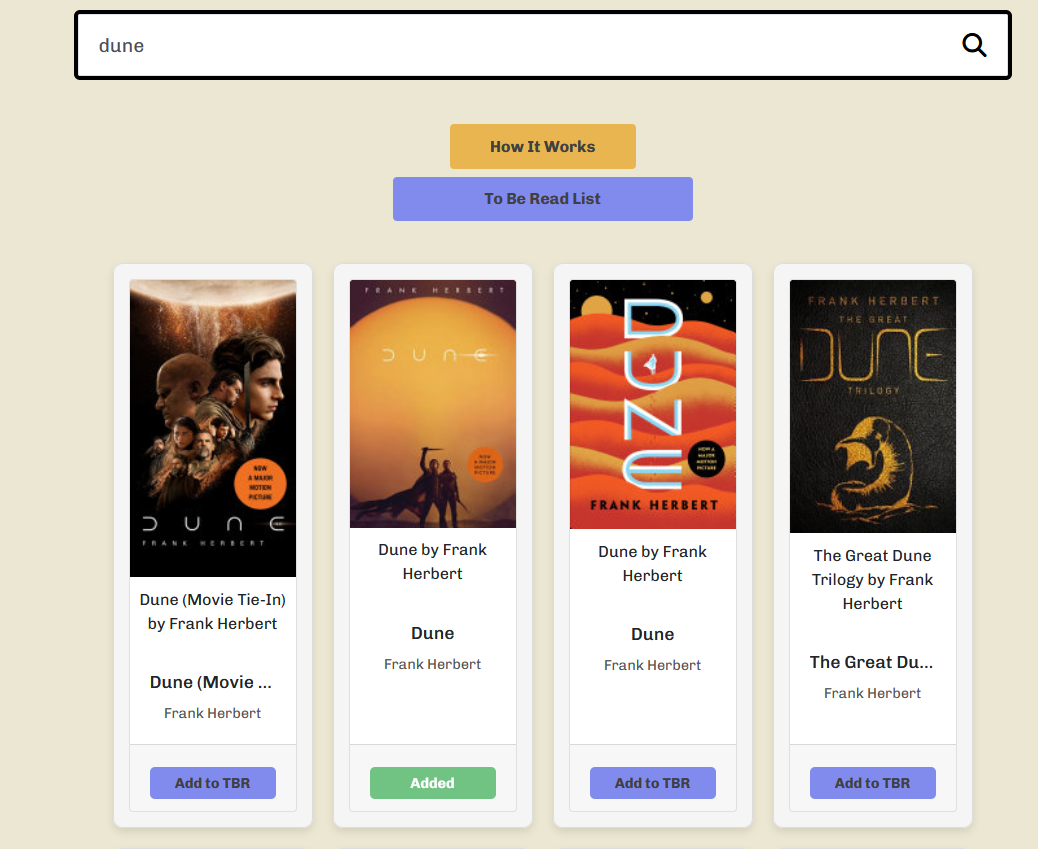 dune
How It Works
To Be Read List
NOW
A MAJOR
MOTION
PICTURE
DUNE
FRANK HERBERT
Dune (Movie Tie-In)
by Frank Herbert
Dune (Movie ...
Frank Herbert
Add to TBR
FRANK HERBERT
DUNE
NOW
A MAJOR
MOTION
PICTURE
Dune by Frank
Herbert
Dune
Frank Herbert
Added
DUNE
NOW A
MAJOR
MOTION
PICTURE
FRANK HERBERT
Dune by Frank
Herbert
Dune
Frank Herbert
Add to TBR
FRANK HERBERT
THE GREAT
DUNE
TRILOGY
The Great Dune
Trilogy by Frank
Herbert
The Great Du...
Frank Herbert
Add to TBR